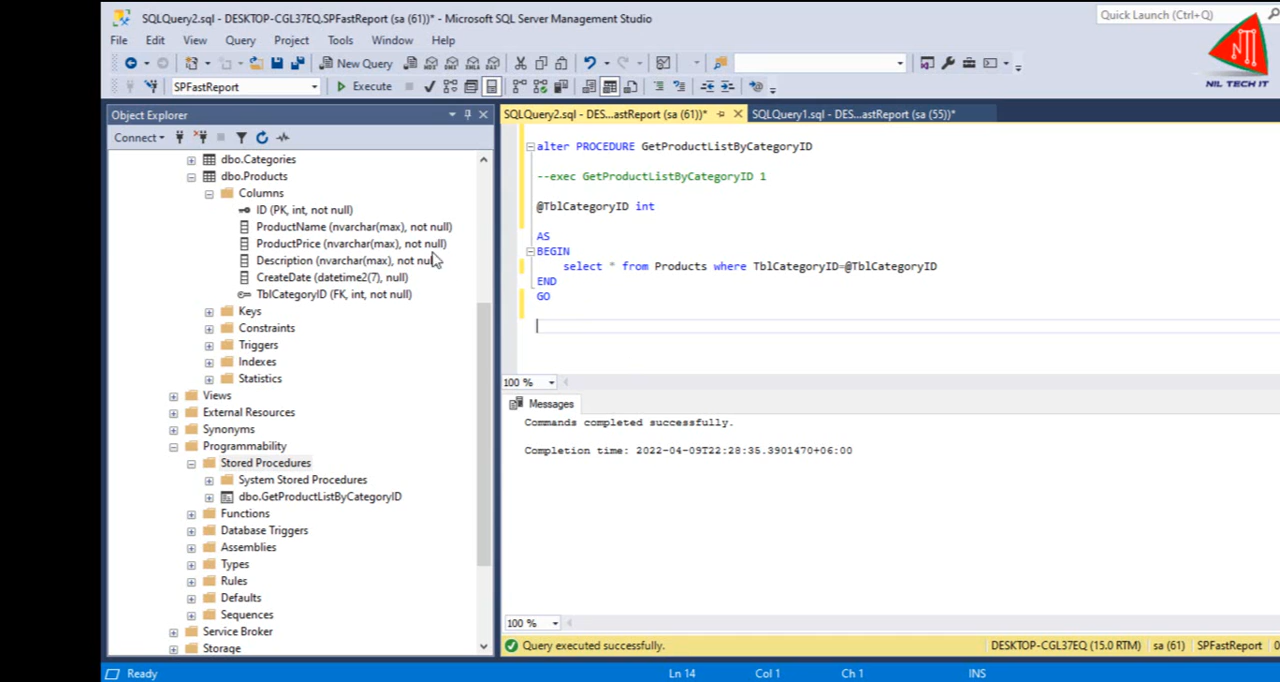 SQLQuery2.sql - DESKTOP-CGL37EQ.SPFastReport (sa (61))* - Microsoft SQL Server Management Studio
Quick Launch (Ctrl+Q)
File Edit View Query Project Tools Window Help
NIL TECH IT
New Query
SPFastReport
Execute
Object Explorer
SQLQuery2.sql - DES...astReport (sa (61))*
SQLQuery1.sql - DES...astReport (sa (55))*
Connect
dbo.Categories
dbo.Products
Columns
ID (PK, int, not null)
ProductName (nvarchar(max), not null)
ProductPrice (nvarchar(max), not null)
Description (nvarchar(max), not null)
CreateDate (datetime2(7), null)
TblCategoryID (FK, int, not null)
Keys
Constraints
Triggers
Indexes
Statistics
Views
External Resources
Synonyms
Programmability
Stored Procedures
System Stored Procedures
dbo.GetProductListByCategoryID
Functions
Database Triggers
Assemblies
Types
Rules
Defaults
Sequences
Service Broker
Storage
alter PROCEDURE GetProductListByCategoryID
--exec GetProductListByCategoryID 1
@TblCategoryID int
AS
BEGIN
select * from Products where TblCategoryID=@TblCategoryID
END
GO
100 %
Messages
Commands completed successfully.
Completion time: 2022-04-09T22:28:35.3901470+06:00
100 %
Query executed successfully.
DESKTOP-CGL37EQ (15.0 RTM) sa (61) SPFastReport
Ready
Ln 14
Col 1
Ch 1
INS